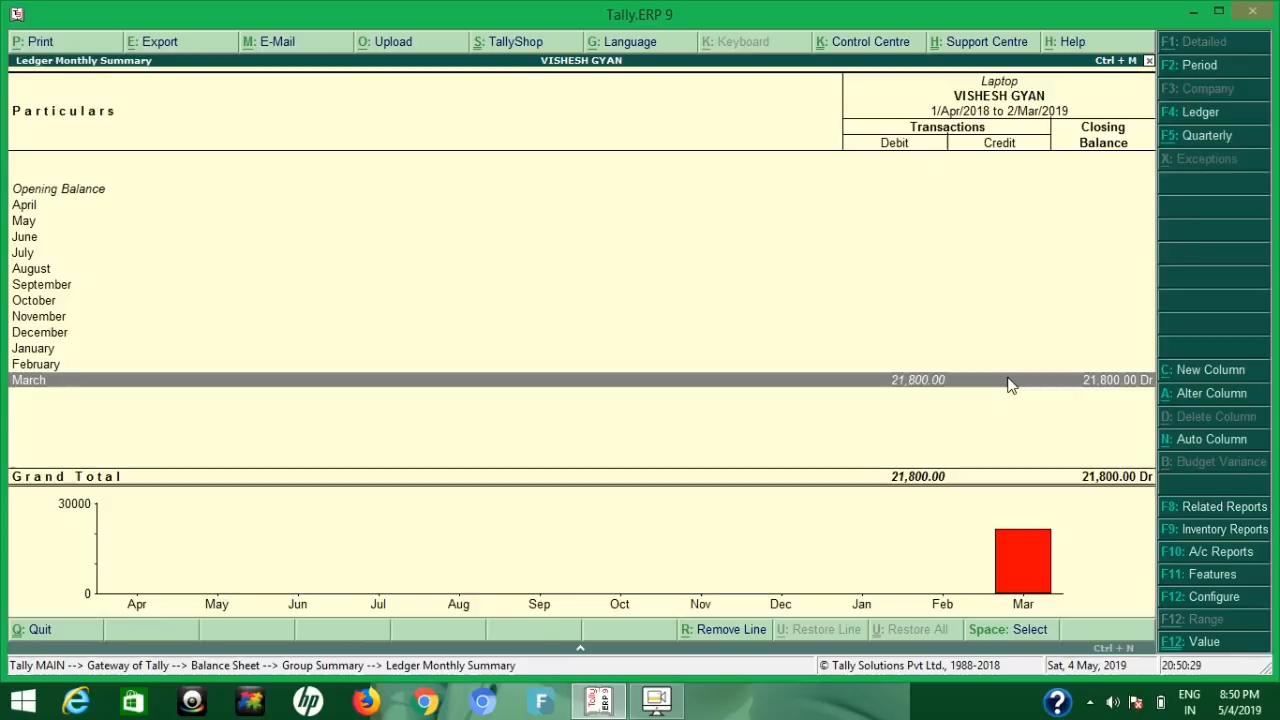 Tally.ERP 9
P: Print E: Export M: E-Mail O: Upload S: TallyShop G: Language K: Keyboard K: Control Centre H: Support Centre H: Help
Ledger Monthly Summary VISHESH GYAN Ctrl + M
Particulars
Laptop
VISHESH GYAN
1/Apr/2018 to 2/Mar/2019
Transactions Closing
Debit Credit Balance
Opening Balance
April
May
June
July
August
September
October
November
December
January
February
March 21,800.00 21,800.00 Dr
Grand Total 21,800.00 21,800.00 Dr
30000
0
Apr May Jun Jul Aug Sep Oct Nov Dec Jan Feb Mar
Q: Quit R: Remove Line U: Restore Line U: Restore All Space: Select
Ctrl + N
Tally MAIN --> Gateway of Tally --> Balance Sheet --> Group Summary --> Ledger Monthly Summary © Tally Solutions Pvt Ltd., 1988-2018 Sat, 4 May, 2019 20:50:29
F1: Detailed
F2: Period
F3: Company
F4: Ledger
F5: Quarterly
X: Exceptions
C: New Column
A: Alter Column
D: Delete Column
N: Auto Column
B: Budget Variance
F8: Related Reports
F9: Inventory Reports
F10: A/c Reports
F11: Features
F12: Configure
F12: Range
F12: Value
hp
F
Tally
ERP 9
?
ENG
IN
8:50 PM
5/4/2019